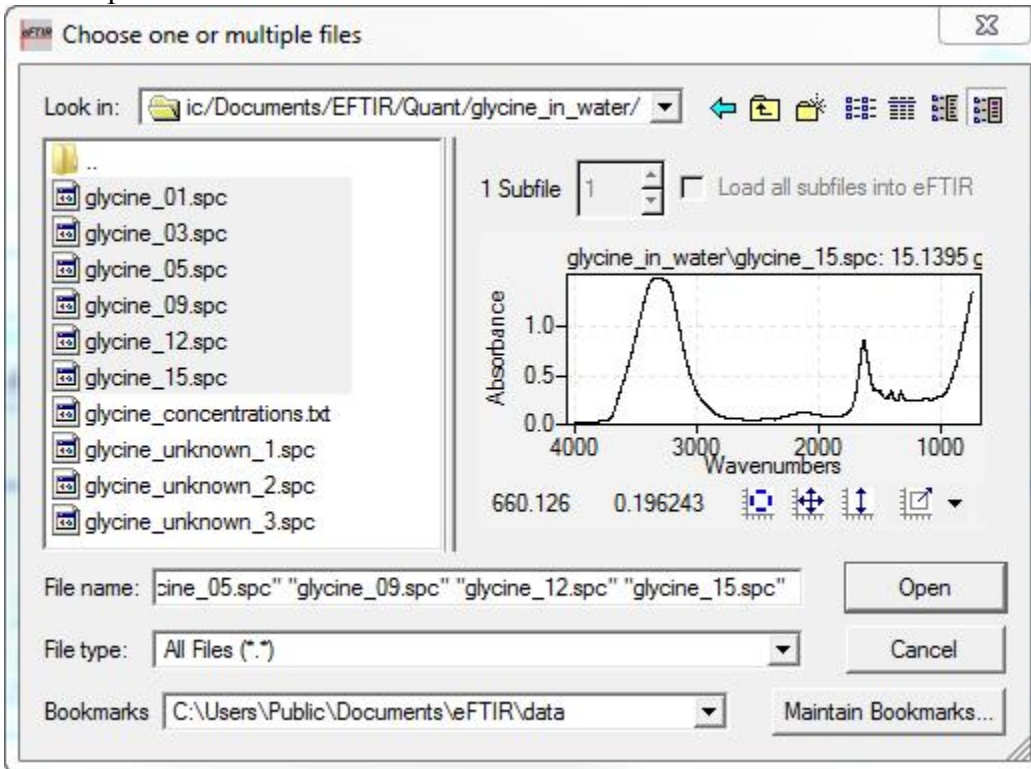 eFTIR Choose one or multiple files
Look in: ic/Documents/EFTIR/Quant/glycine_in_water/
..
glycine_01.spc
glycine_03.spc
glycine_05.spc
glycine_09.spc
glycine_12.spc
glycine_15.spc
glycine_concentrations.txt
glycine_unknown_1.spc
glycine_unknown_2.spc
glycine_unknown_3.spc
1 Subfile 1 Load all subfiles into eFTIR
glycine_in_water\glycine_15.spc: 15.1395 g
Absorbance
1.0
0.5
0.0
4000 3000 2000 1000
Wavenumbers
660.126 0.196243
File name: cine_05.spc" "glycine_09.spc" "glycine_12.spc" "glycine_15.spc" Open
File type: All Files (*.*) Cancel
Bookmarks C:\Users\Public\Documents\eFTIR\data Maintain Bookmarks...